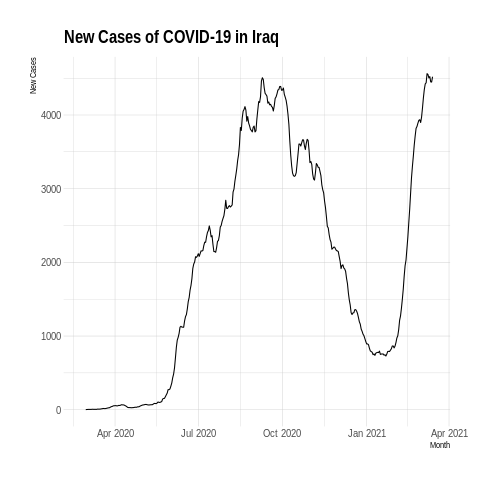 New Cases of COVID-19 in Iraq
New Cases
4000
3000
2000
1000
0
Apr 2020 Jul 2020 Oct 2020 Jan 2021 Apr 2021
Month